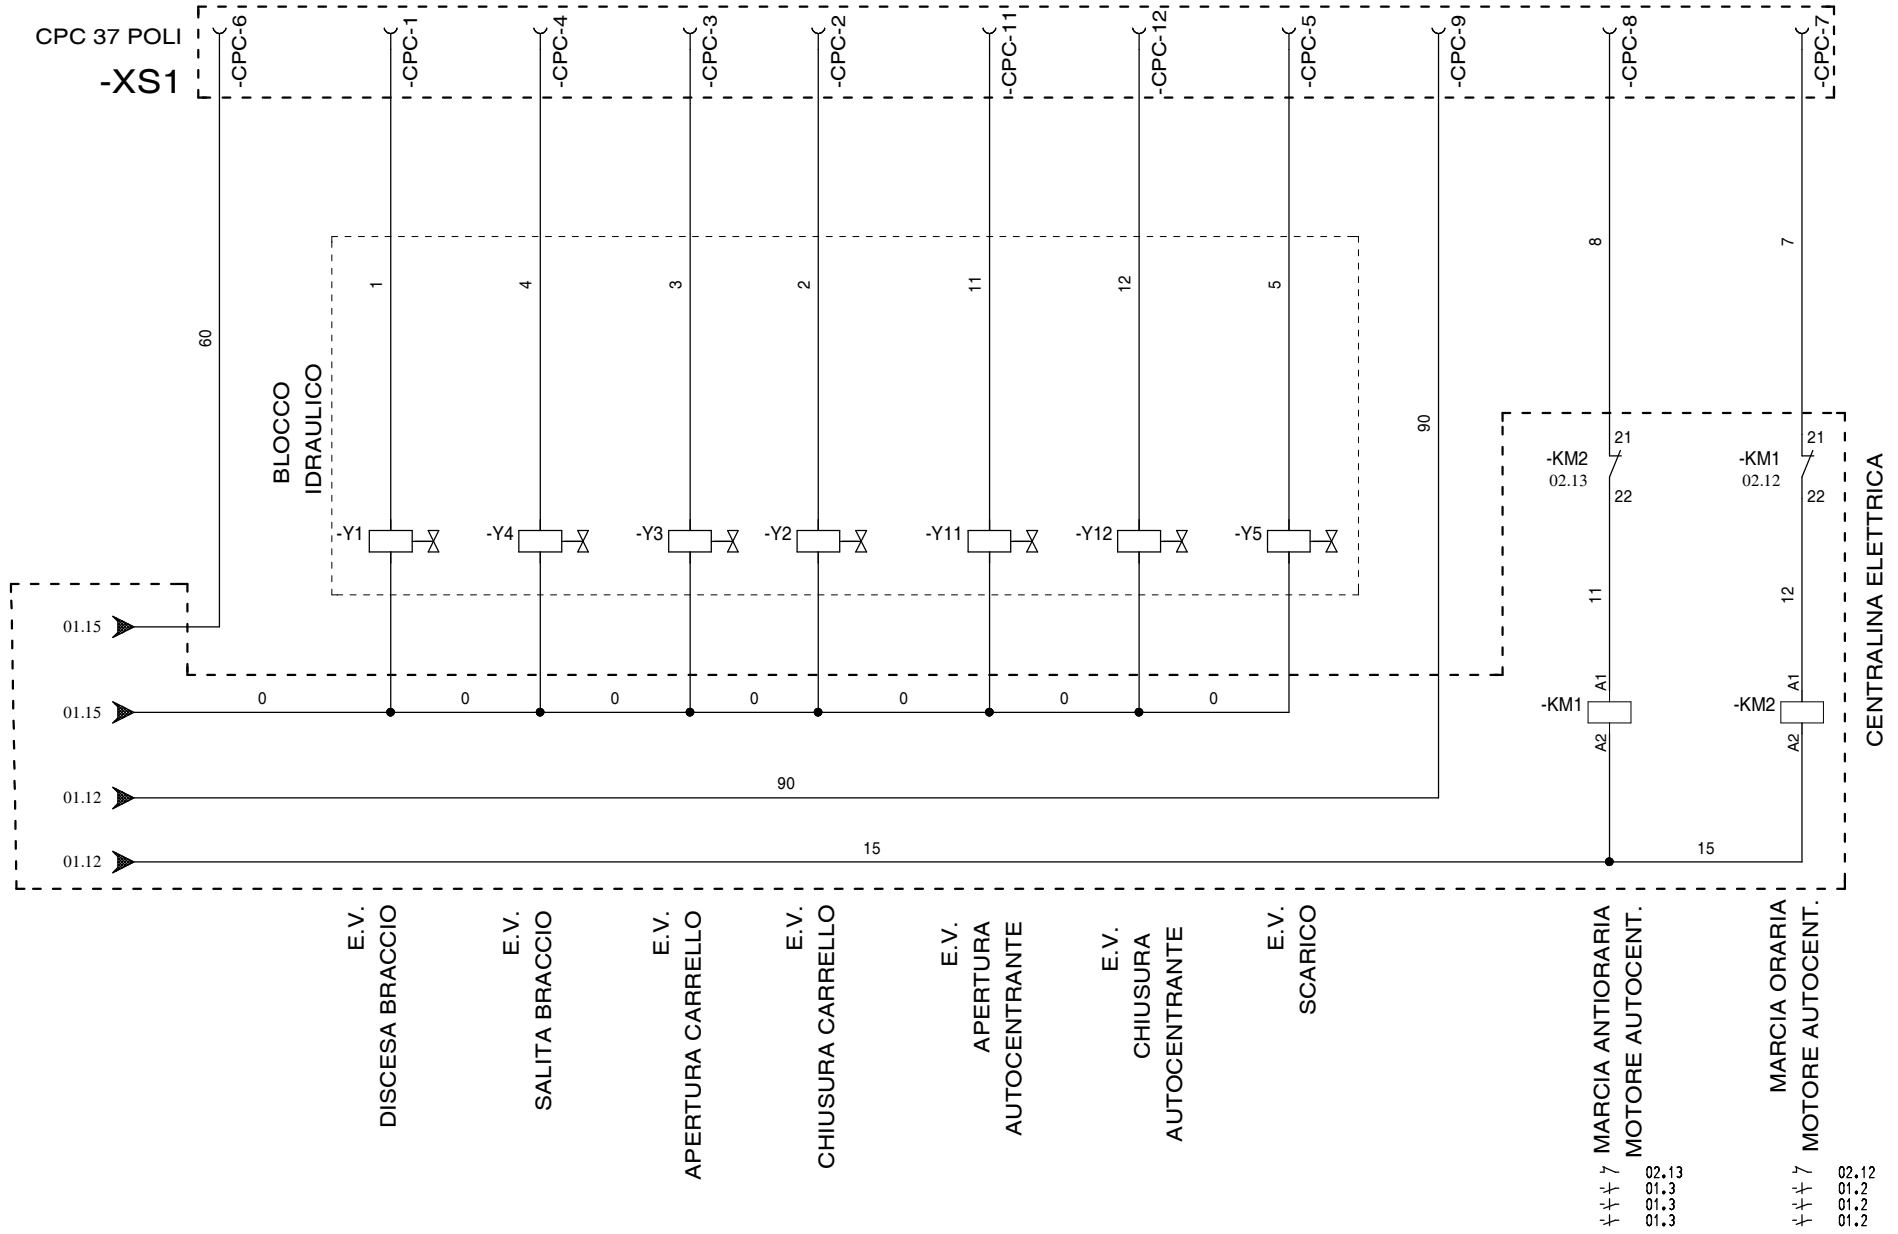 CPC 37 POLI
-XS1
-CPC-6
-CPC-1
-CPC-4
-CPC-3
-CPC-2
-CPC-11
-CPC-12
-CPC-5
-CPC-9
-CPC-8
-CPC-7
60
1
4
3
2
11
12
5
90
8
7
BLOCCO
IDRAULICO
-Y1
-Y4
-Y3
-Y2
-Y11
-Y12
-Y5
-KM2
02.13
21
22
-KM1
02.12
21
22
11
12
CENTRALINA ELETTRICA
01.15
01.15
0
0
0
0
0
0
0
A1
-KM1
A2
A1
-KM2
A2
01.12
90
01.12
15
15
E.V.
DISCESA BRACCIO
E.V.
SALITA BRACCIO
E.V.
APERTURA CARRELLO
E.V.
CHIUSURA CARRELLO
E.V.
APERTURA
AUTOCENTRANTE
E.V.
CHIUSURA
AUTOCENTRANTE
E.V.
SCARICO
MARCIA ANTIORARIA
MOTORE AUTOCENT.
MARCIA ORARIA
MOTORE AUTOCENT.
02.13
01.3
01.3
01.3
02.12
01.2
01.2
01.2